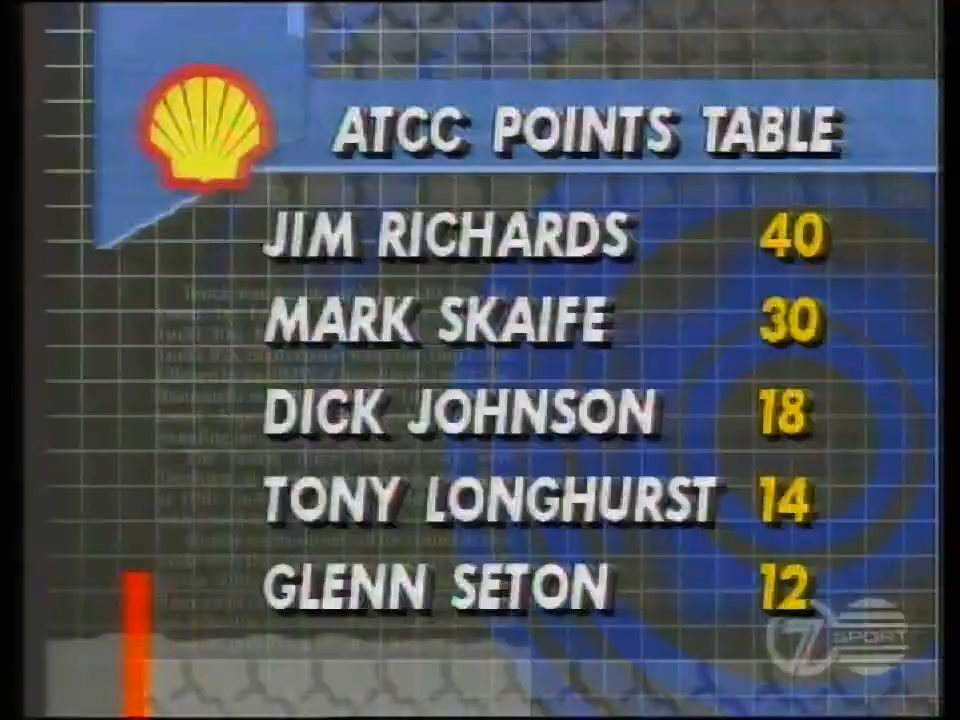 ATCC POINTS TABLE
JIM RICHARDS 40
MARK SKAIFE 30
DICK JOHNSON 18
TONY LONGHURST 14
GLENN SETON 12
7 SPORT